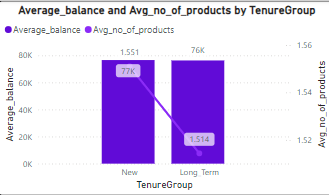 Average_balance and Avg_no_of_products by TenureGroup
Average_balance Avg_no_of_products
80K
60K
40K
20K
0K
Average_balance
1.551
77K
76K
1.514
1.56
1.54
1.52
Avg_no_of_products
New
Long_Term
TenureGroup